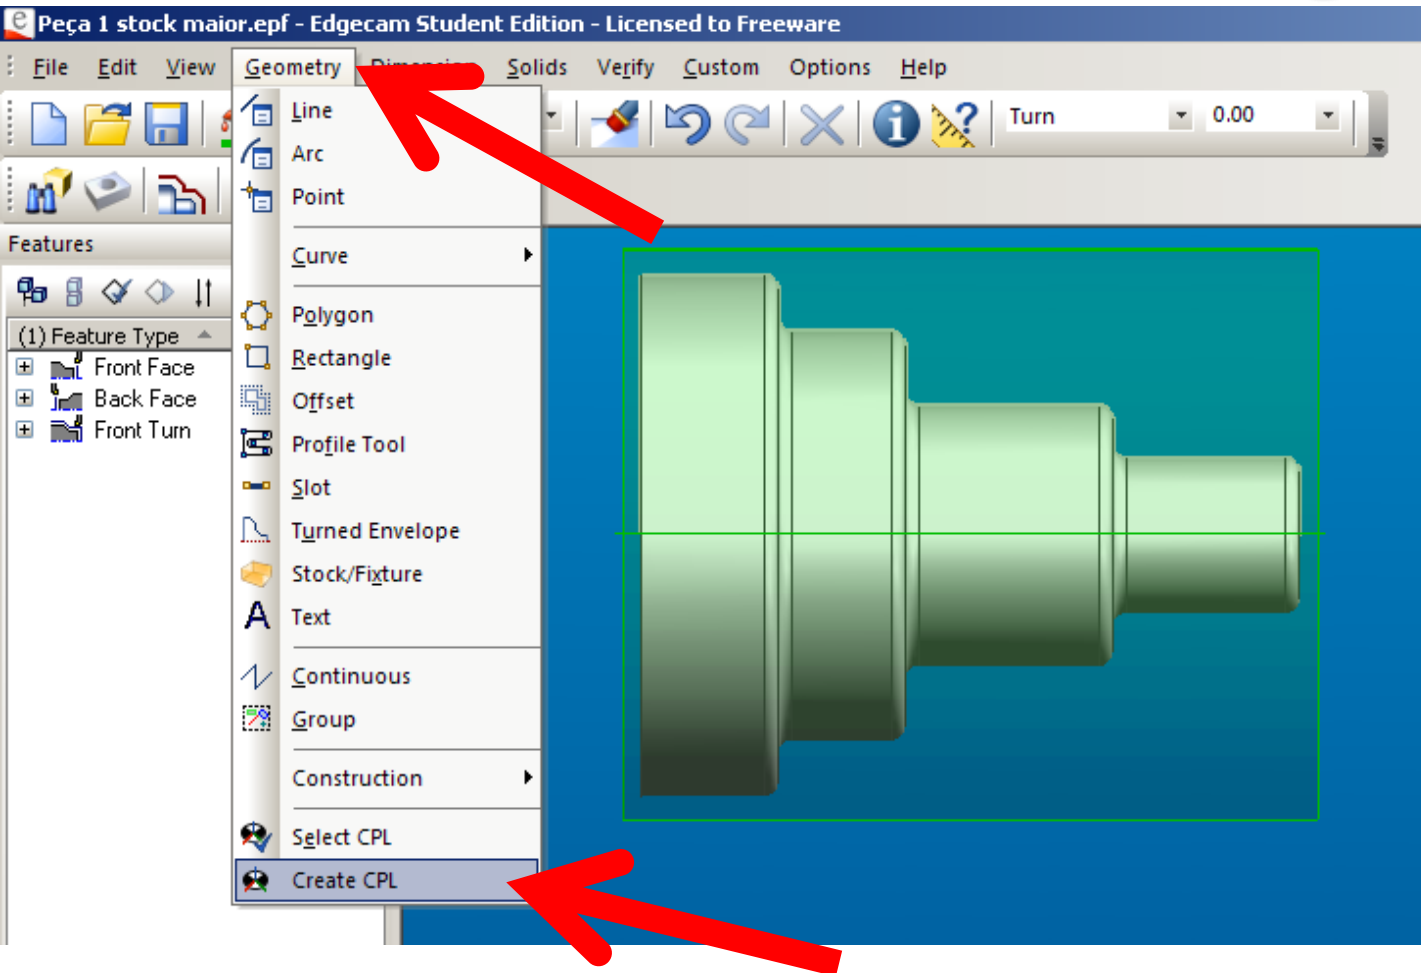 Peça 1 stock maior.epf - Edgecam Student Edition - Licensed to Freeware
File Edit View Geometry Dimension Solids Verify Custom Options Help
Turn 0.00
Line
Arc
Point
Curve
Polygon
Rectangle
Offset
Profile Tool
Slot
Turned Envelope
Stock/Fixture
Text
Continuous
Group
Construction
Select CPL
Create CPL
Features
(1) Feature Type
Front Face
Back Face
Front Turn